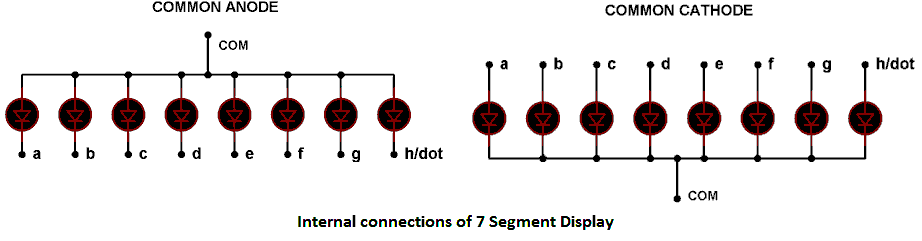 COMMON ANODE
COM
a b c d e f g h/dot
COMMON CATHODE
a b c d e f g h/dot
COM
Internal connections of 7 Segment Display